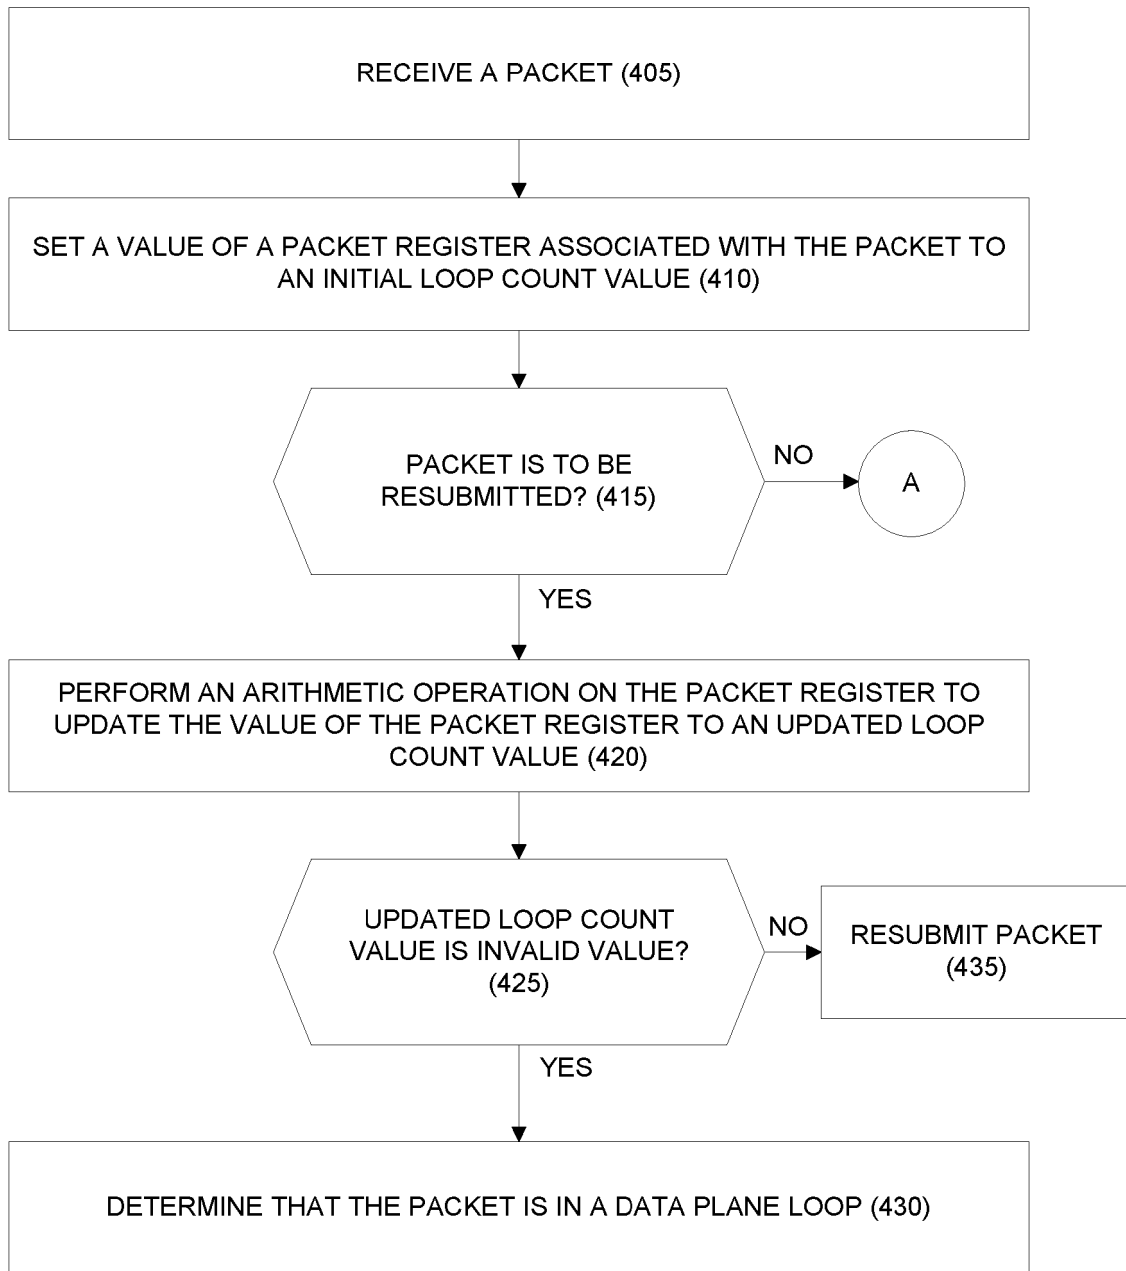 RECEIVE A PACKET (405)
SET A VALUE OF A PACKET REGISTER ASSOCIATED WITH THE PACKET TO
AN INITIAL LOOP COUNT VALUE (410)
PACKET IS TO BE
RESUBMITTED? (415)
NO
A
YES
PERFORM AN ARITHMETIC OPERATION ON THE PACKET REGISTER TO
UPDATE THE VALUE OF THE PACKET REGISTER TO AN UPDATED LOOP
COUNT VALUE (420)
UPDATED LOOP COUNT
VALUE IS INVALID VALUE?
(425)
NO
RESUBMIT PACKET
(435)
YES
DETERMINE THAT THE PACKET IS IN A DATA PLANE LOOP (430)